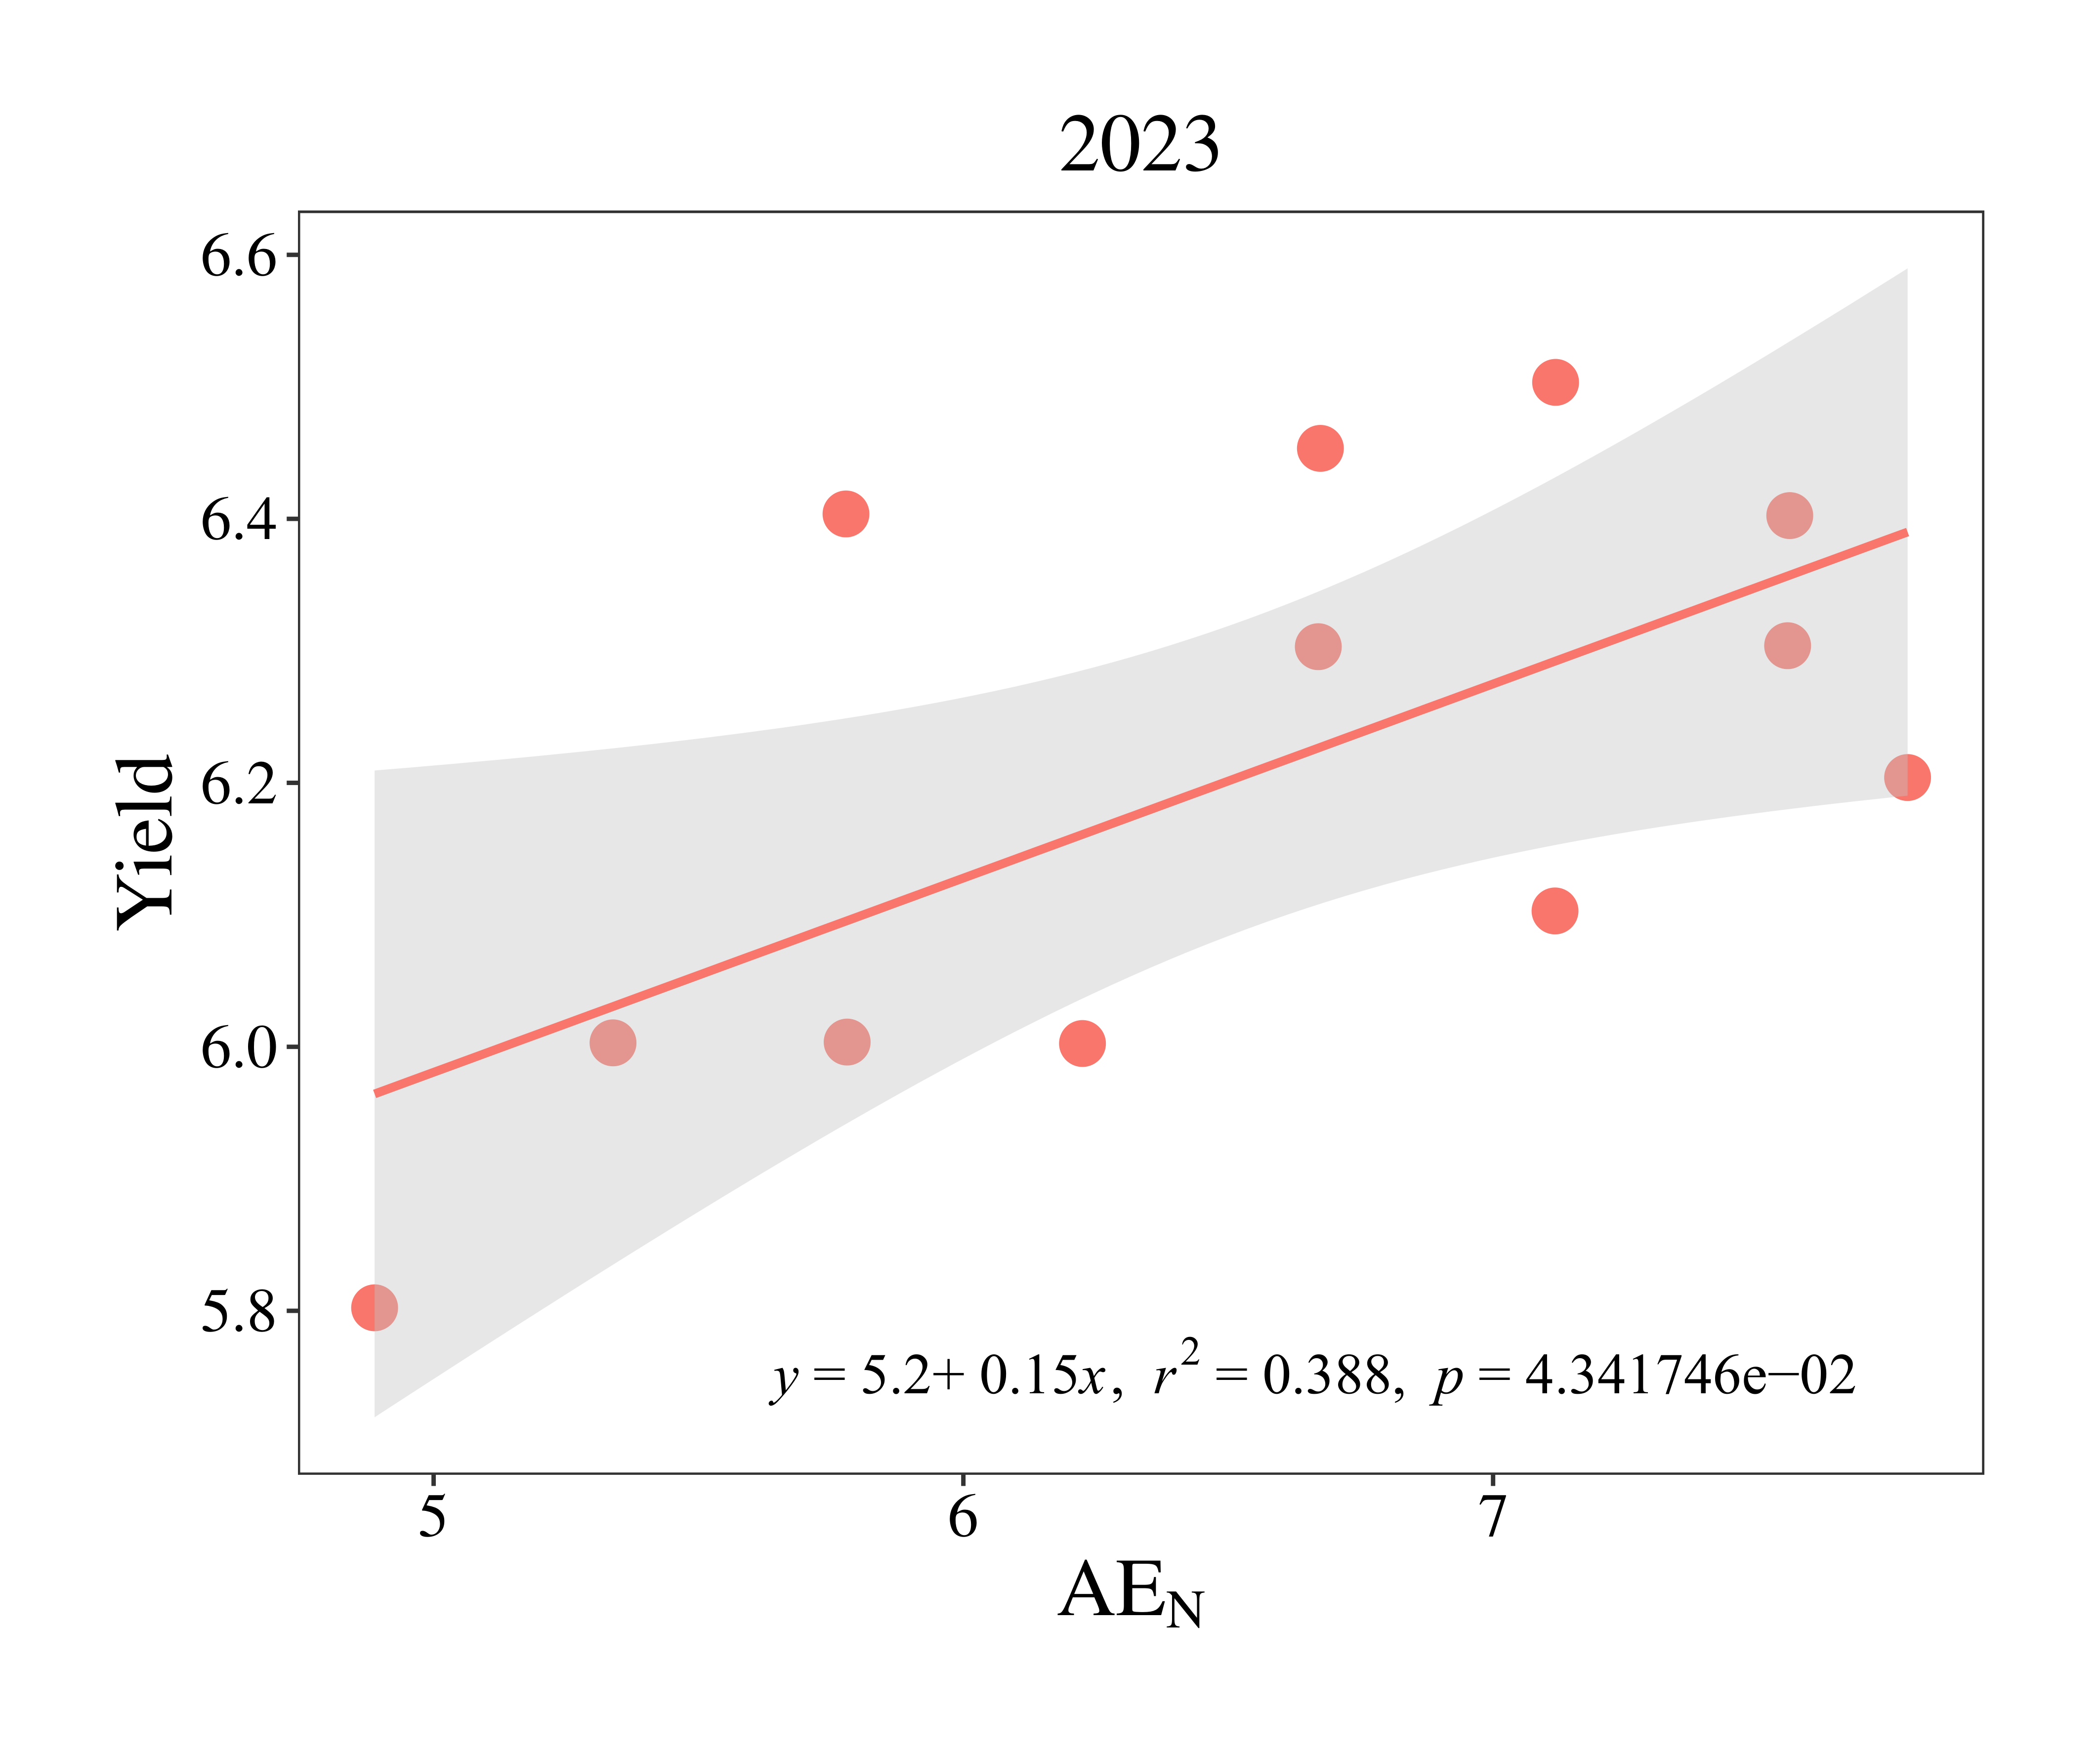 2023
6.6
6.4
6.2
6.0
5.8
Yield
y = 5.2+ 0.15x, r² = 0.388, p = 4.341746e−02
5 6 7
AE_N